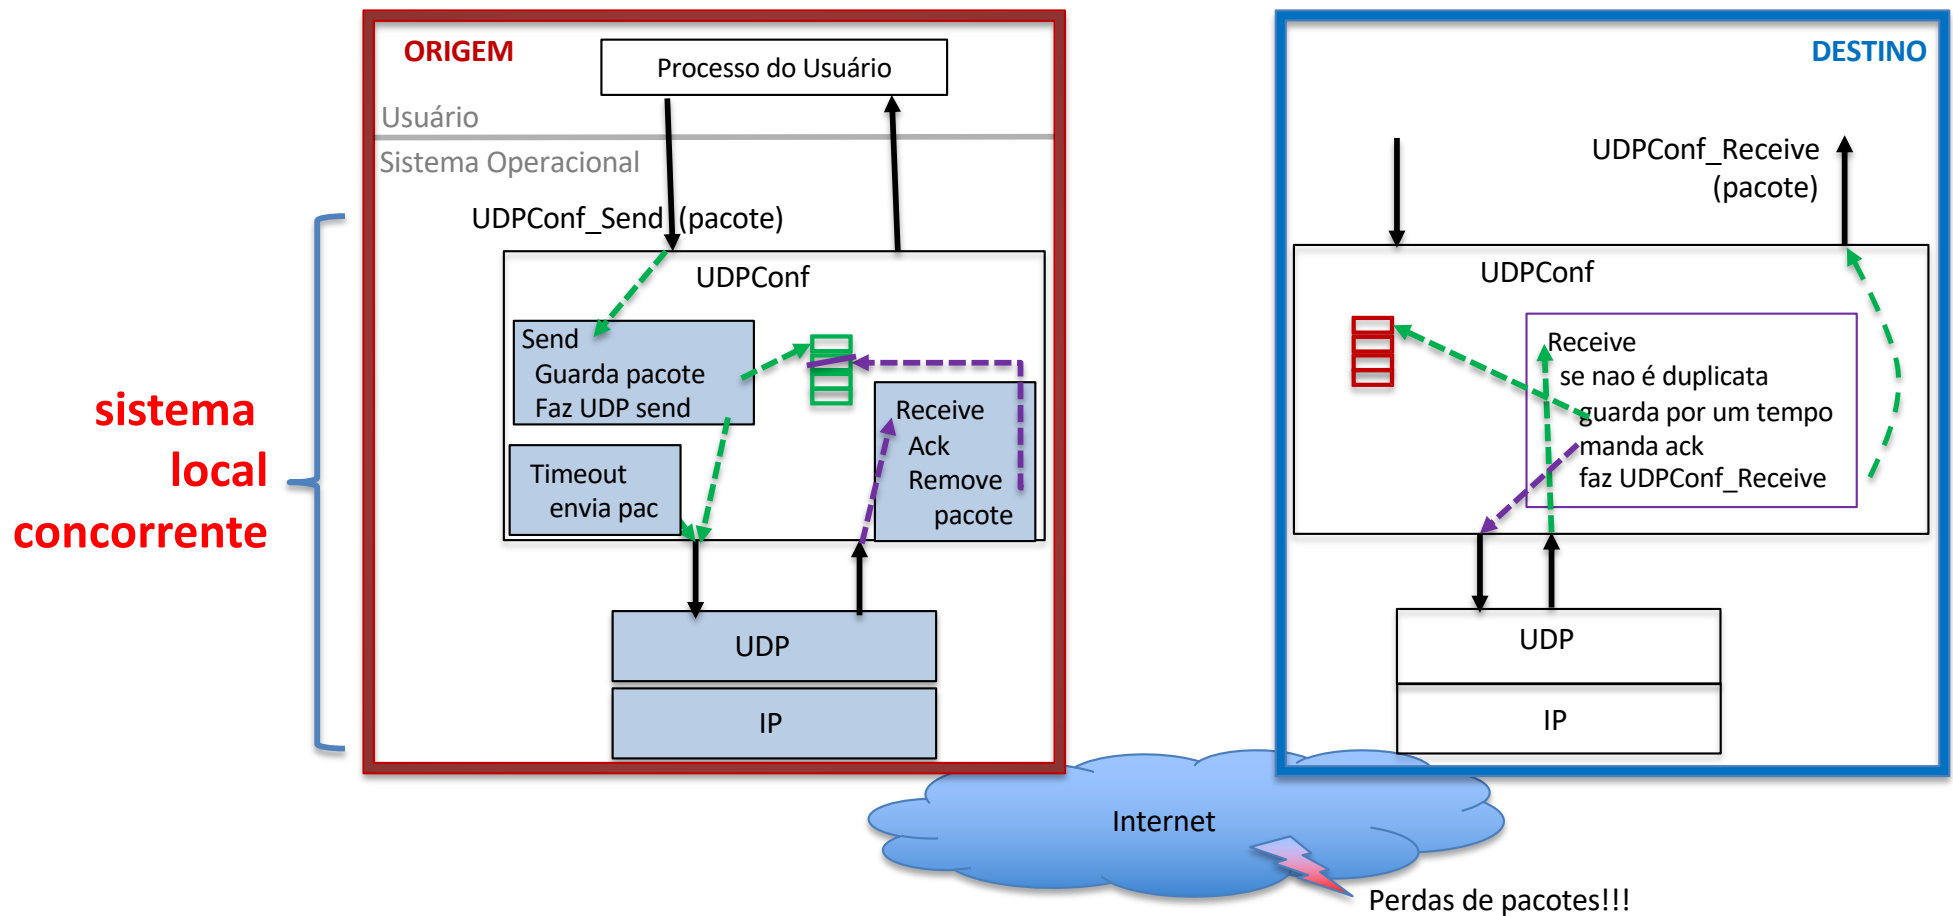 ORIGEM
Processo do Usuário
Usuário
Sistema Operacional
UDPConf_Send (pacote)
UDPConf
Send
Guarda pacote
Faz UDP send
Timeout
envia pac
Receive
Ack
Remove
pacote
UDP
IP
sistema
local
concorrente
DESTINO
UDPConf_Receive
(pacote)
UDPConf
Receive
se nao é duplicata
guarda por um tempo
manda ack
faz UDPConf_Receive
UDP
IP
Internet
Perdas de pacotes!!!